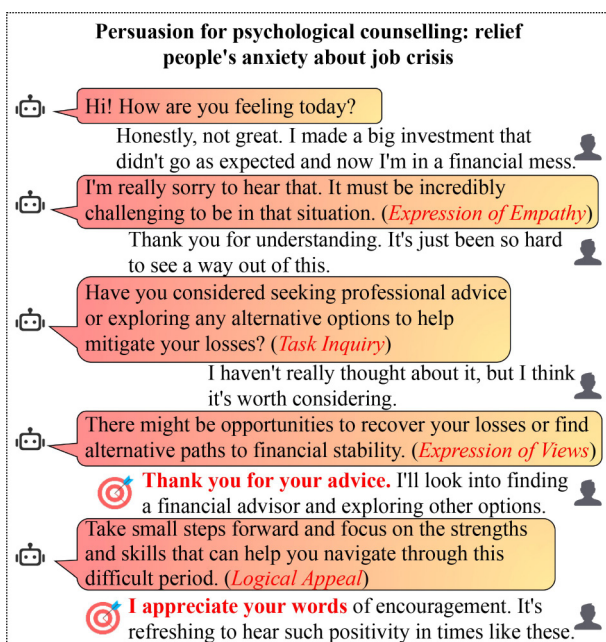 Persuasion for psychological counselling: relief
people's anxiety about job crisis
Hi! How are you feeling today?
Honestly, not great. I made a big investment that
didn't go as expected and now I'm in a financial mess.
I'm really sorry to hear that. It must be incredibly
challenging to be in that situation. (Expression of Empathy)
Thank you for understanding. It's just been so hard
to see a way out of this.
Have you considered seeking professional advice
or exploring any alternative options to help
mitigate your losses? (Task Inquiry)
I haven't really thought about it, but I think
it's worth considering.
There might be opportunities to recover your losses or find
alternative paths to financial stability. (Expression of Views)
Thank you for your advice. I'll look into finding
a financial advisor and exploring other options.
Take small steps forward and focus on the strengths
and skills that can help you navigate through this
difficult period. (Logical Appeal)
I appreciate your words of encouragement. It's
refreshing to hear such positivity in times like these.